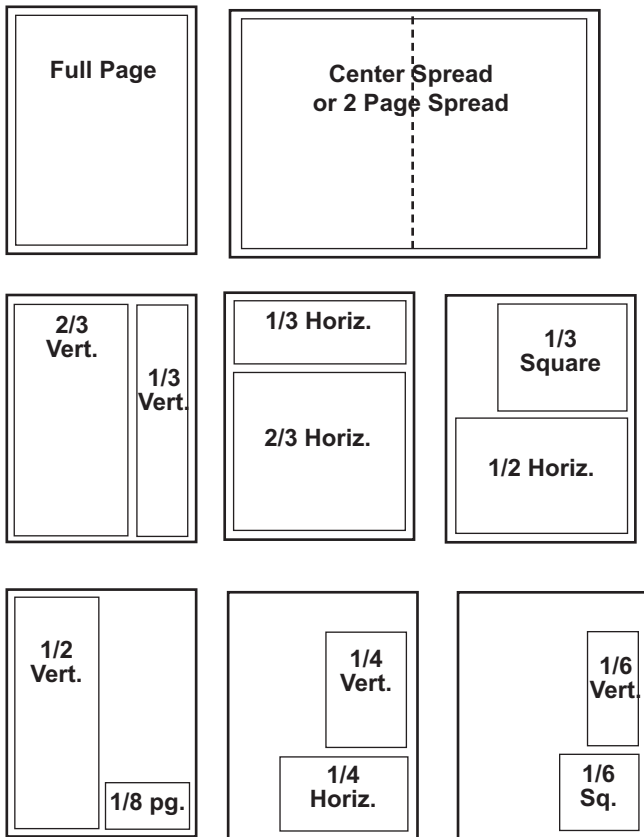 Full Page
Center Spread
or 2 Page Spread
2/3
Vert.
1/3
Vert.
1/3 Horiz.
2/3 Horiz.
1/3
Square
1/2 Horiz.
1/2
Vert.
1/8 pg.
1/4
Vert.
1/4
Horiz.
1/6
Vert.
1/6
Sq.